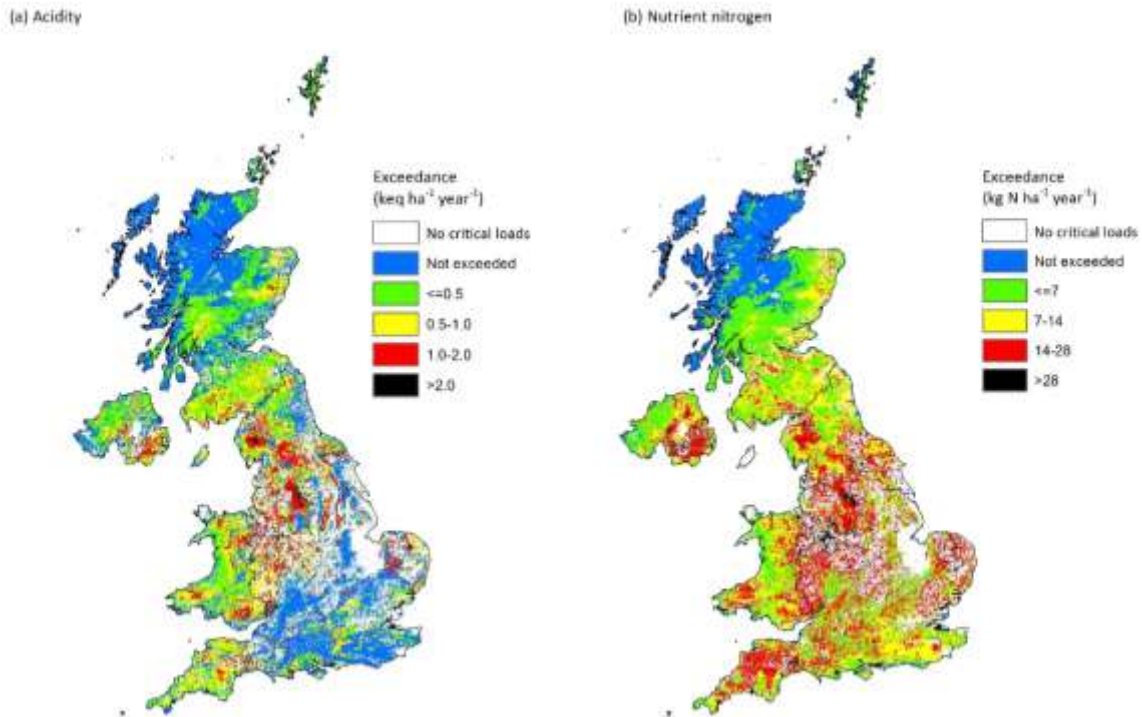 (a) Acidity
(b) Nutrient nitrogen
Exceedance
(keq ha⁻¹ year⁻¹)
No critical loads
Not exceeded
<=0.5
0.5-1.0
1.0-2.0
>2.0
Exceedance
(kg N ha⁻¹ year⁻¹)
No critical loads
Not exceeded
<=7
7-14
14-28
>28